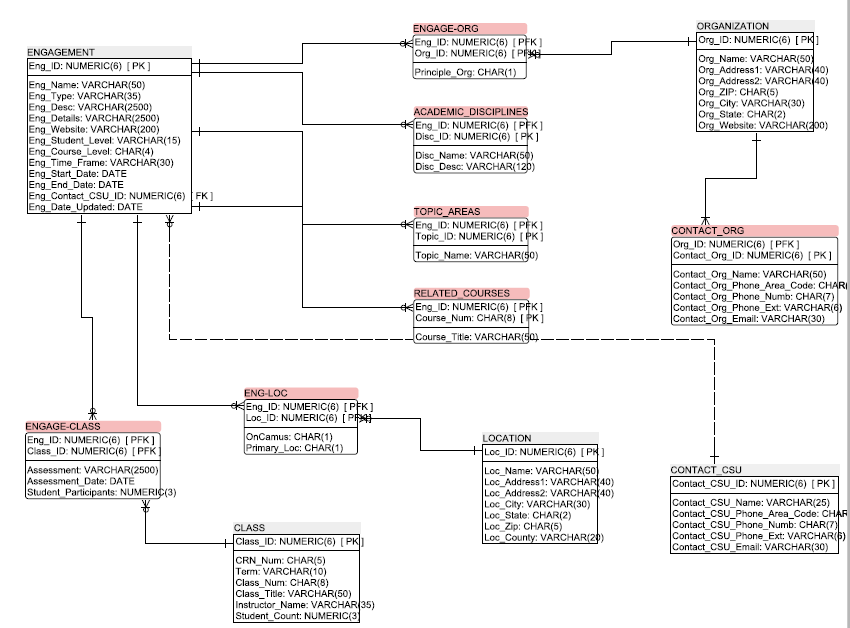 ENGAGEMENT
Eng_ID: NUMERIC(6) [ PK ]
Eng_Name: VARCHAR(50)
Eng_Type: VARCHAR(35)
Eng_Desc: VARCHAR(2500)
Eng_Details: VARCHAR(2500)
Eng_Website: VARCHAR(200)
Eng_Student_Level: VARCHAR(15)
Eng_Course_Level: CHAR(4)
Eng_Time_Frame: VARCHAR(30)
Eng_Start_Date: DATE
Eng_End_Date: DATE
Eng_Contact_CSU_ID: NUMERIC(6) [ FK ]
Eng_Date_Updated: DATE
ENGAGE-ORG
Eng_ID: NUMERIC(6) [ PFK ]
Org_ID: NUMERIC(6) [ PFK ]
Principle_Org: CHAR(1)
ORGANIZATION
Org_ID: NUMERIC(6) [ PK ]
Org_Name: VARCHAR(50)
Org_Address1: VARCHAR(40)
Org_Address2: VARCHAR(40)
Org_ZIP: CHAR(5)
Org_City: VARCHAR(30)
Org_State: CHAR(2)
Org_Website: VARCHAR(200)
ACADEMIC_DISCIPLINES
Eng_ID: NUMERIC(6) [ PFK ]
Disc_ID: NUMERIC(6) [ PK ]
Disc_Name: VARCHAR(50)
Disc_Desc: VARCHAR(120)
TOPIC_AREAS
Eng_ID: NUMERIC(6) [ PFK ]
Topic_ID: NUMERIC(6) [ PK ]
Topic_Name: VARCHAR(50)
CONTACT_ORG
Org_ID: NUMERIC(6) [ PFK ]
Contact_Org_ID: NUMERIC(6) [ PK ]
Contact_Org_Name: VARCHAR(50)
Contact_Org_Phone_Area_Code: CHAR(
Contact_Org_Phone_Numb: CHAR(7)
Contact_Org_Phone_Ext: VARCHAR(6)
Contact_Org_Email: VARCHAR(30)
RELATED_COURSES
Eng_ID: NUMERIC(6) [ PFK ]
Course_Num: CHAR(8) [ PK ]
Course_Title: VARCHAR(50)
ENG-LOC
Eng_ID: NUMERIC(6) [ PFK ]
Loc_ID: NUMERIC(6) [ PFK ]
OnCamus: CHAR(1)
Primary_Loc: CHAR(1)
ENGAGE-CLASS
Eng_ID: NUMERIC(6) [ PFK ]
Class_ID: NUMERIC(6) [ PFK ]
Assessment: VARCHAR(2500)
Assessment_Date: DATE
Student_Participants: NUMERIC(3)
LOCATION
Loc_ID: NUMERIC(6) [ PK ]
Loc_Name: VARCHAR(50)
Loc_Address1: VARCHAR(40)
Loc_Address2: VARCHAR(40)
Loc_City: VARCHAR(30)
Loc_State: CHAR(2)
Loc_Zip: CHAR(5)
Loc_County: VARCHAR(20)
CONTACT_CSU
Contact_CSU_ID: NUMERIC(6) [ PK ]
Contact_CSU_Name: VARCHAR(25)
Contact_CSU_Phone_Area_Code: CHAR
Contact_CSU_Phone_Numb: CHAR(7)
Contact_CSU_Phone_Ext: VARCHAR(6)
Contact_CSU_Email: VARCHAR(30)
CLASS
Class_ID: NUMERIC(6) [ PK ]
CRN_Num: CHAR(5)
Term: VARCHAR(10)
Class_Num: CHAR(8)
Class_Title: VARCHAR(50)
Instructor_Name: VARCHAR(35)
Student_Count: NUMERIC(3)